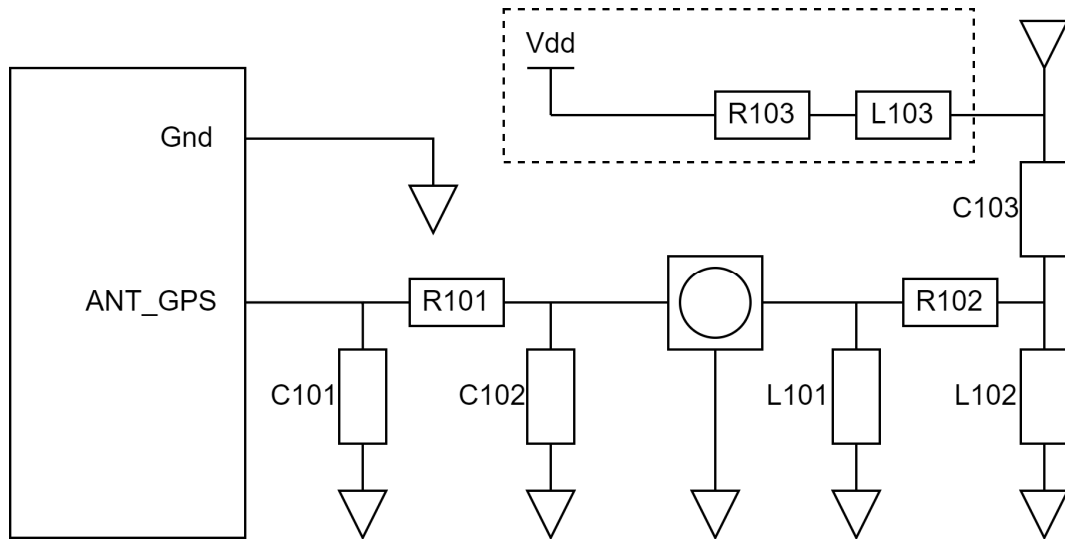 Vdd
R103
L103
Gnd
C103
ANT_GPS
R101
R102
C101
C102
L101
L102